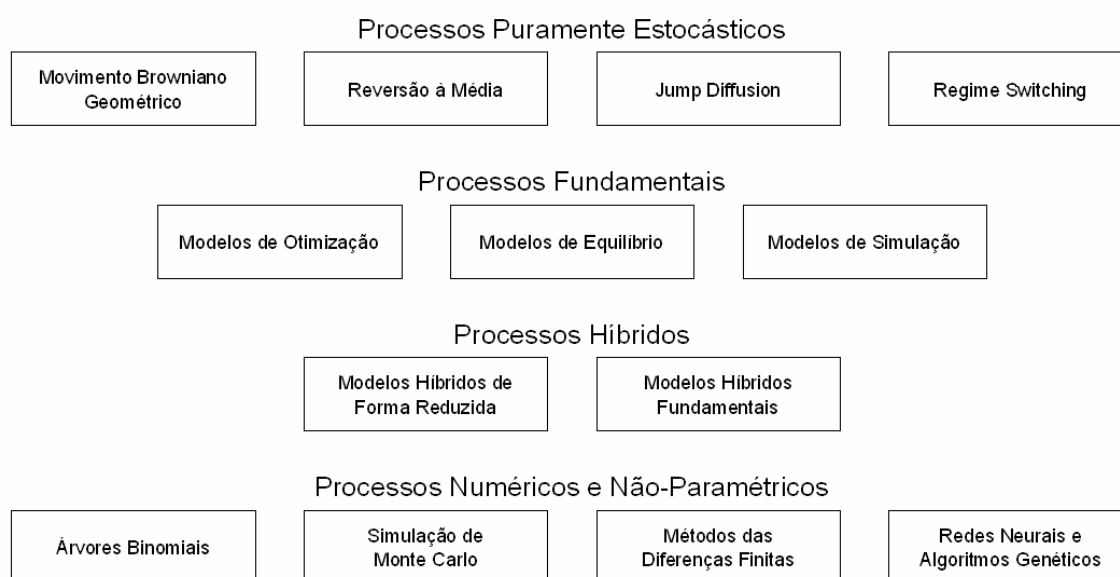 Processos Puramente Estocásticos
Movimento Browniano
Geométrico
Reversão à Média
Jump Diffusion
Regime Switching
Processos Fundamentais
Modelos de Otimização
Modelos de Equilíbrio
Modelos de Simulação
Processos Híbridos
Modelos Híbridos de
Forma Reduzida
Modelos Híbridos
Fundamentais
Processos Numéricos e Não-Paramétricos
Árvores Binomiais
Simulação de
Monte Carlo
Métodos das
Diferenças Finitas
Redes Neurais e
Algoritmos Genéticos